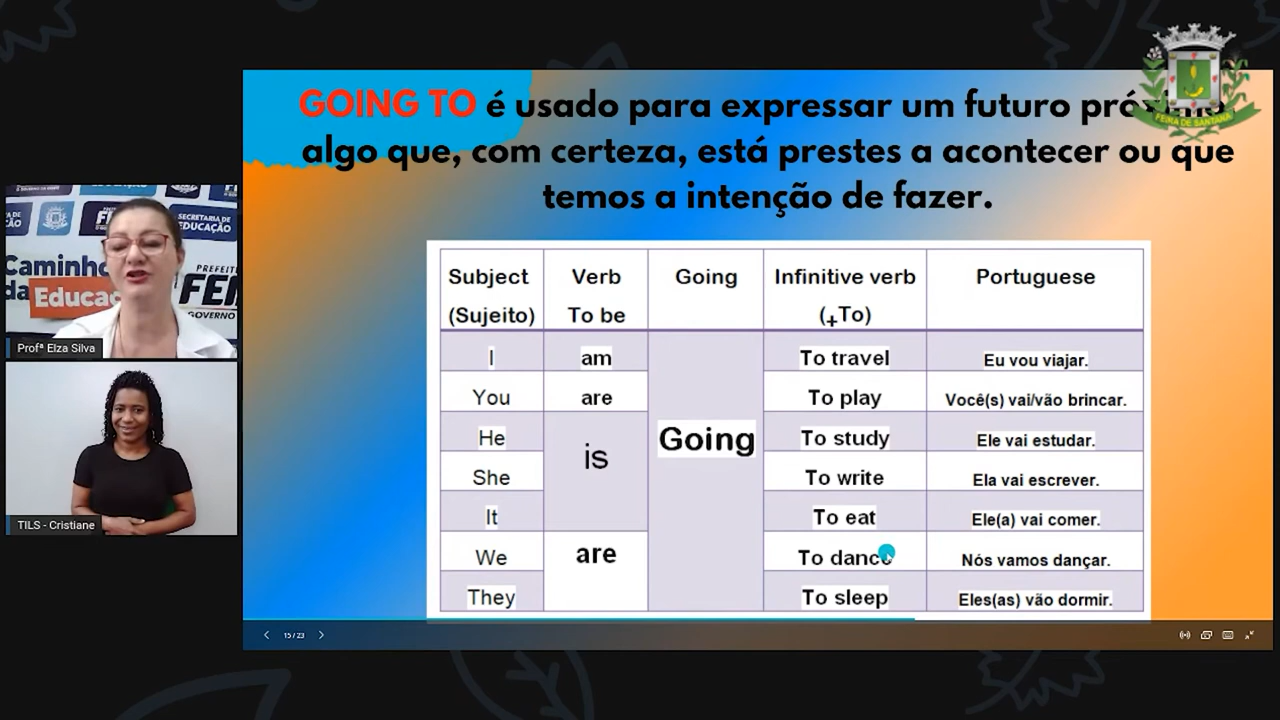 GOING TO é usado para expressar um futuro
algo que, com certeza, está prestes a acontecer ou que
temos a intenção de fazer.
FEIRA DE SANTANA
Subject Verb Going Infinitive verb Portuguese
(Sujeito) To be (+To)
I am To travel Eu vou viajar.
You are To play Você(s) vai/vão brincar.
He is Going To study Ele vai estudar.
She To write Ela vai escrever.
It To eat Ele(a) vai comer.
We are To dance Nós vamos dançar.
They To sleep Eles(as) vão dormir.
SECRETARIA DE
EDUCAÇÃO
Caminho
da Educaç
PREFEIT
GOVERNO
Profª Elza Silva
TILS - Cristiane
15 / 23